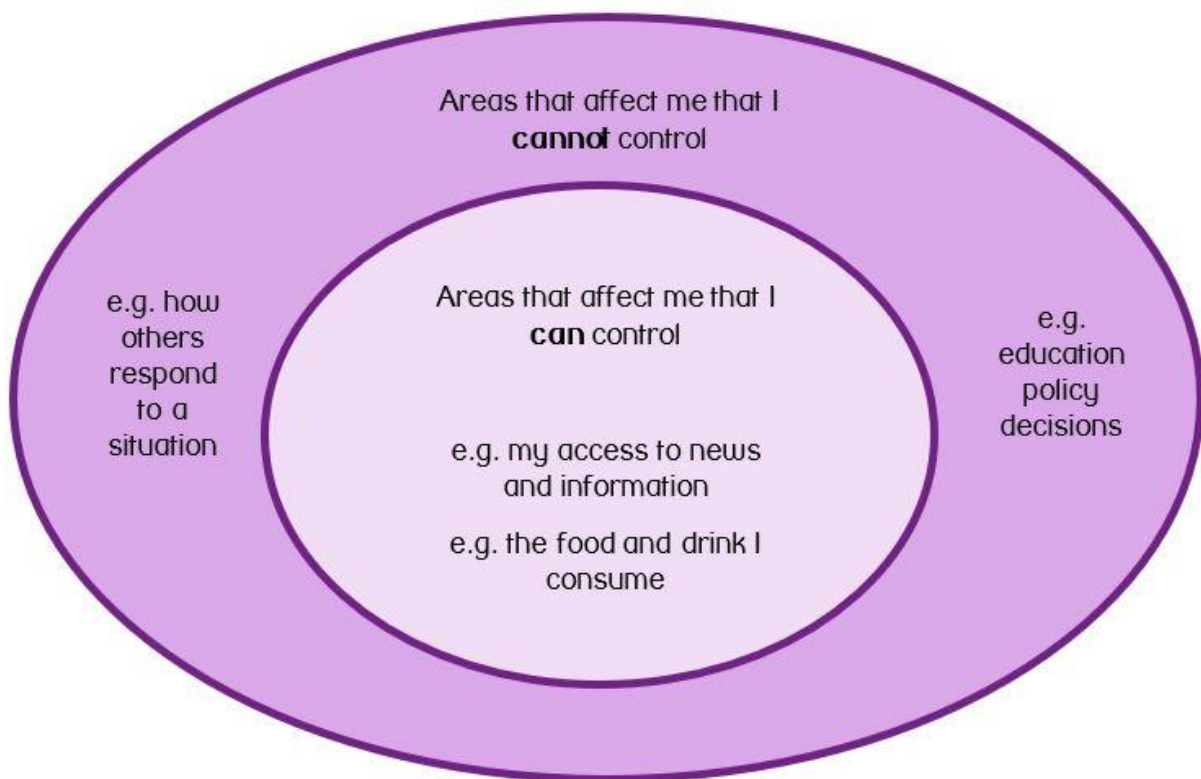 Areas that affect me that I
cannot control
e.g. how
others
respond
to a
situation
Areas that affect me that I
can control
e.g. my access to news
and information
e.g. the food and drink I
consume
e.g.
education
policy
decisions